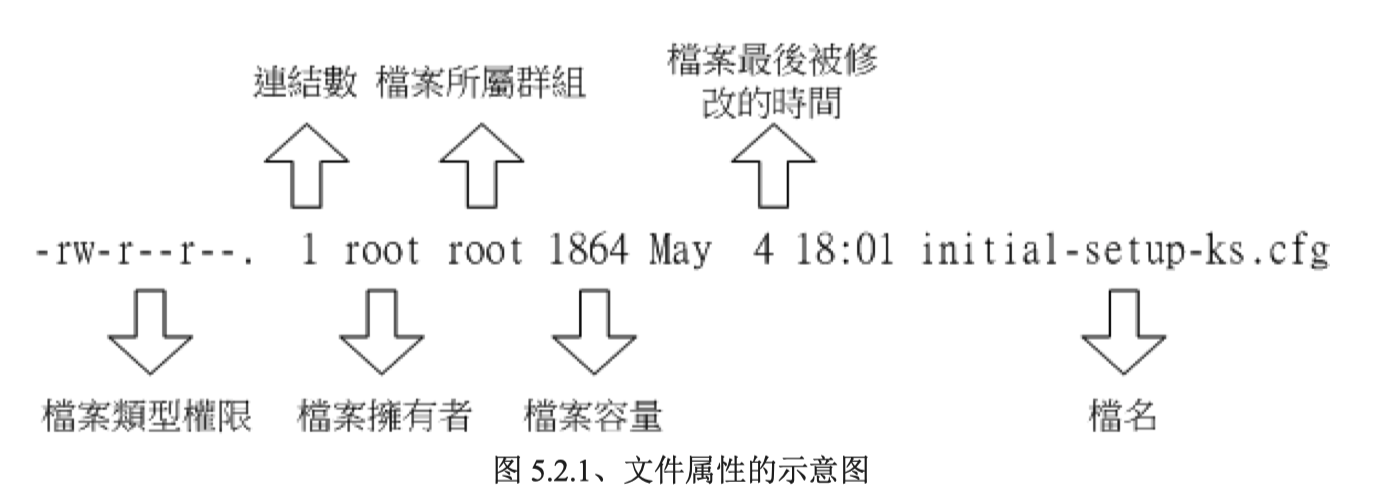 連結數 檔案所屬群組
檔案最後被修
改的時間
-rw-r--r--. 1 root root 1864 May 4 18:01 initial-setup-ks.cfg
檔案類型權限 檔案擁有者 檔案容量 檔名
图 5.2.1、文件属性的示意图